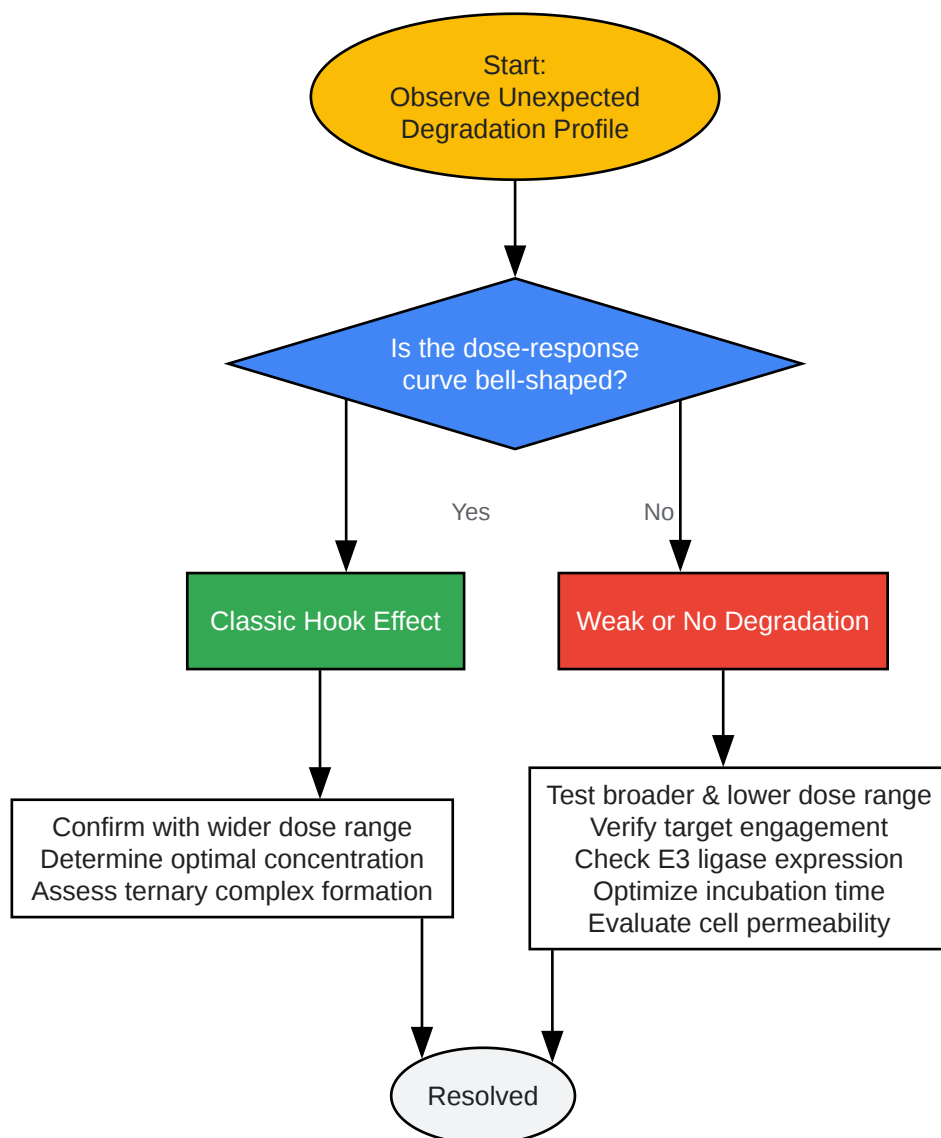 Start:
Observe Unexpected
Degradation Profile
Is the dose-response
curve bell-shaped?
Yes
No
Classic Hook Effect
Weak or No Degradation
Confirm with wider dose range
Determine optimal concentration
Assess ternary complex formation
Test broader & lower dose range
Verify target engagement
Check E3 ligase expression
Optimize incubation time
Evaluate cell permeability
Resolved